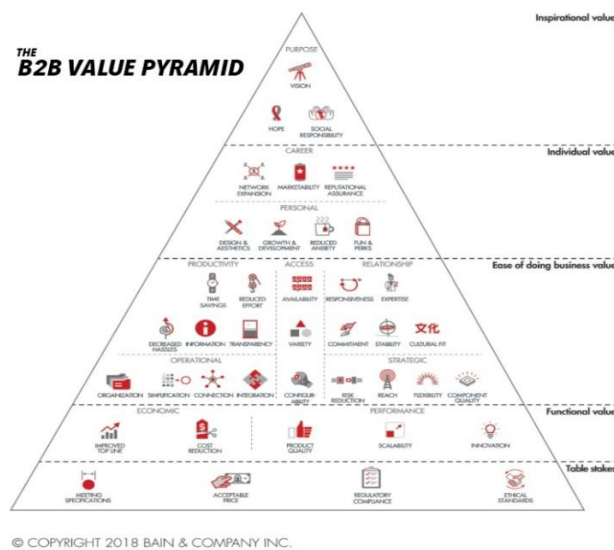 THE
B2B VALUE PYRAMID
Inspirational value
PURPOSE
VISION
HOPE
SOCIAL
RESPONSIBILITY
Individual value
CAREER
NETWORK
EXPANSION
MARKETABILITY
REPUTATIONAL
ASSURANCE
PERSONAL
DESIGN &
AESTHETICS
GROWTH &
DEVELOPMENT
REDUCED
ANXIETY
FUN &
PERKS
Ease of doing business value
PRODUCTIVITY
TIME
SAVINGS
REDUCED
EFFORT
DECREASED
HASSLES
INFORMATION
TRANSPARENCY
ACCESS
AVAILABILITY
VARIETY
CONFIGUR-
ABILITY
RELATIONSHIP
RESPONSIVENESS
EXPERTISE
COMMITMENT
STABILITY
文化
CULTURAL FIT
OPERATIONAL
ORGANIZATION
SIMPLIFICATION
CONNECTION
INTEGRATION
STRATEGIC
RISK
REDUCTION
REACH
FLEXIBILITY
COMPONENT
QUALITY
Functional value
ECONOMIC
IMPROVED
TOP LINE
COST
REDUCTION
PERFORMANCE
PRODUCT
QUALITY
SCALABILITY
INNOVATION
Table stakes
MEETING
SPECIFICATIONS
ACCEPTABLE
PRICE
REGULATORY
COMPLIANCE
ETHICAL
STANDARDS
© COPYRIGHT 2018 BAIN & COMPANY INC.